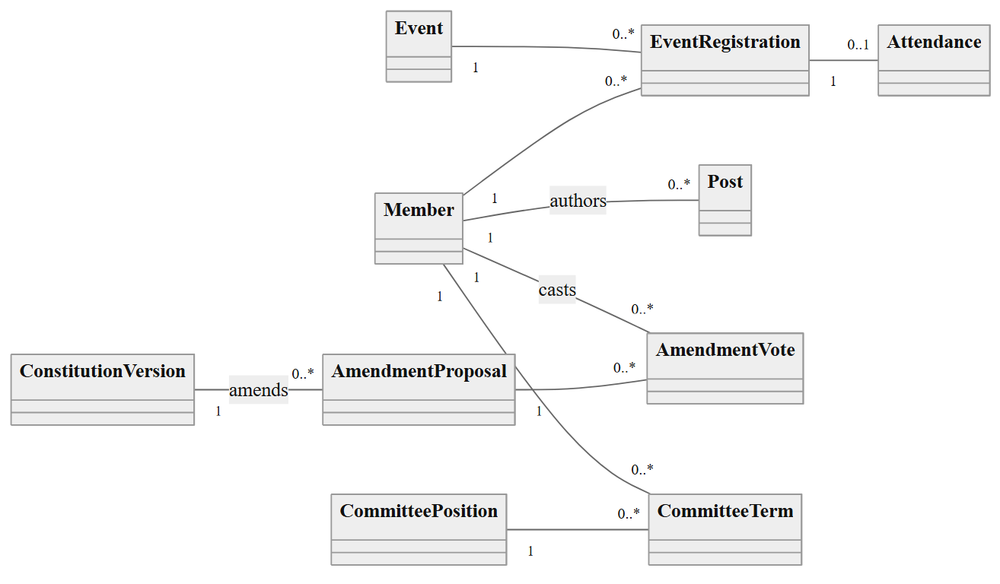 Event
0..*
EventRegistration
0..1
Attendance
1
0..*
1
1
authors
0..*
Post
Member
1
1
casts
1
0..*
ConstitutionVersion
amends
0..*
AmendmentProposal
0..*
AmendmentVote
1
1
0..*
CommitteePosition
0..*
CommitteeTerm
1